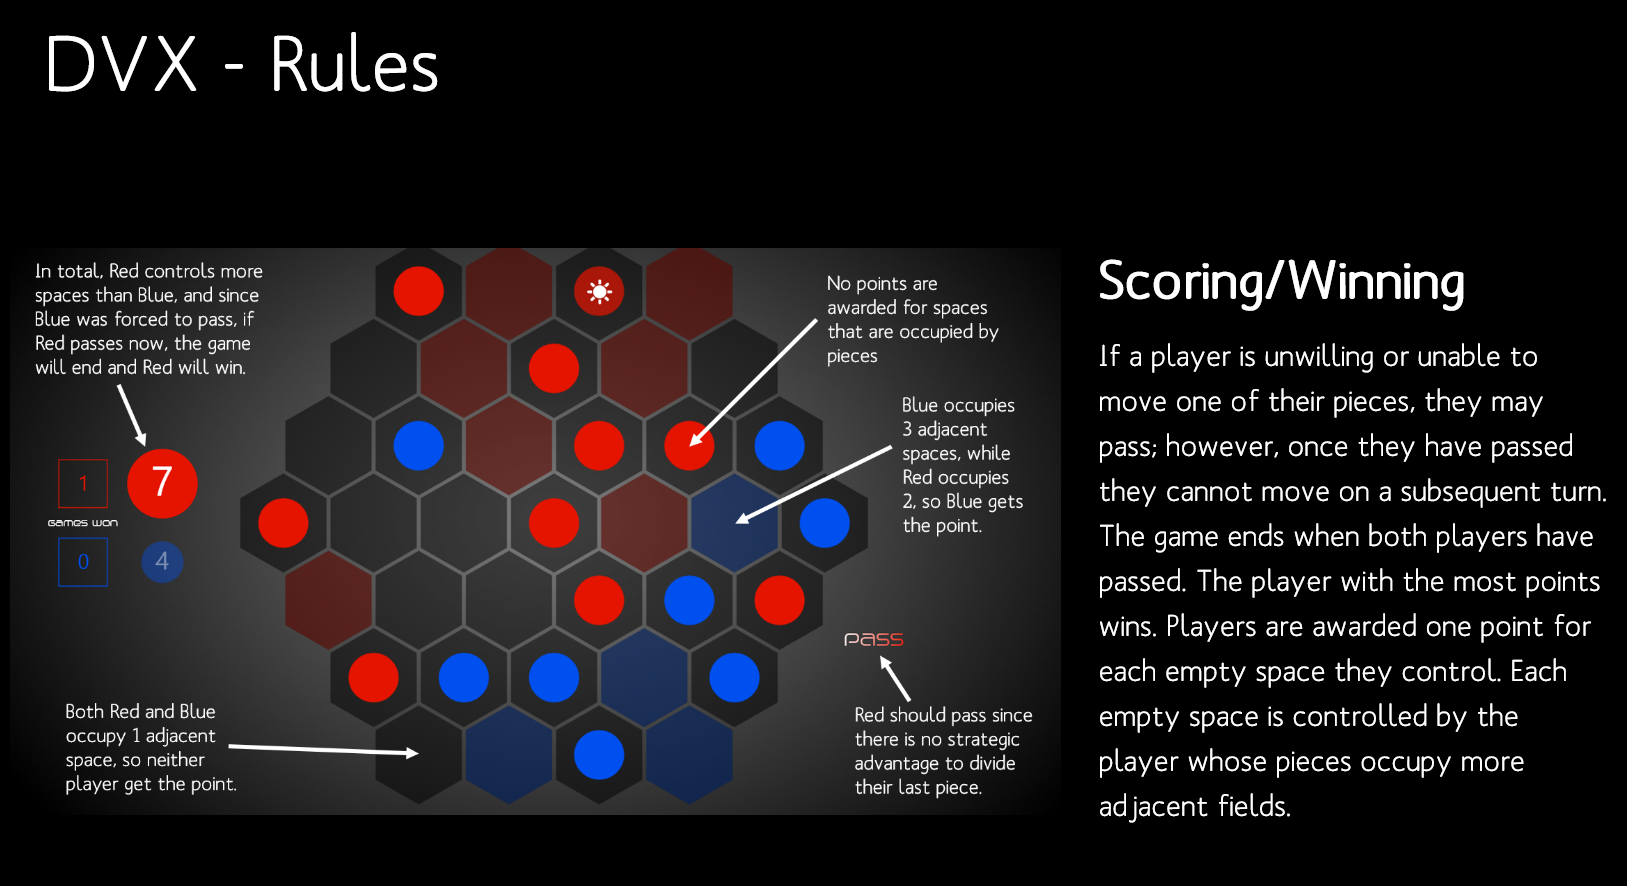 DVX - Rules
In total, Red controls more
spaces than Blue, and since
Blue was forced to pass, if
Red passes now, the game
will end and Red will win.
1
7
Games won
0
4
Both Red and Blue
occupy 1 adjacent
space, so neither
player get the point.
No points are
awarded for spaces
that are occupied by
pieces
Blue occupies
3 adjacent
spaces, while
Red occupies
2, so Blue gets
the point.
Pass
Red should pass since
there is no strategic
advantage to divide
their last piece.
Scoring/Winning
If a player is unwilling or unable to
move one of their pieces, they may
pass; however, once they have passed
they cannot move on a subsequent turn.
The game ends when both players have
passed. The player with the most points
wins. Players are awarded one point for
each empty space they control. Each
empty space is controlled by the
player whose pieces occupy more
adjacent fields.